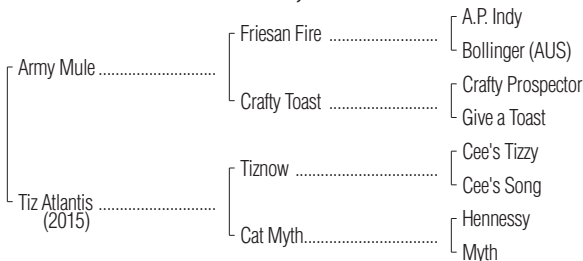 Army Mule ..............................
Friesan Fire ............................
A.P. Indy
Bollinger (AUS)
Crafty Toast ............................
Crafty Prospector
Give a Toast
Tiz Atlantis ..............................
(2015)
Tiznow ..............................
Cee's Tizzy
Cee's Song
Cat Myth...............................
Hennessy
Myth